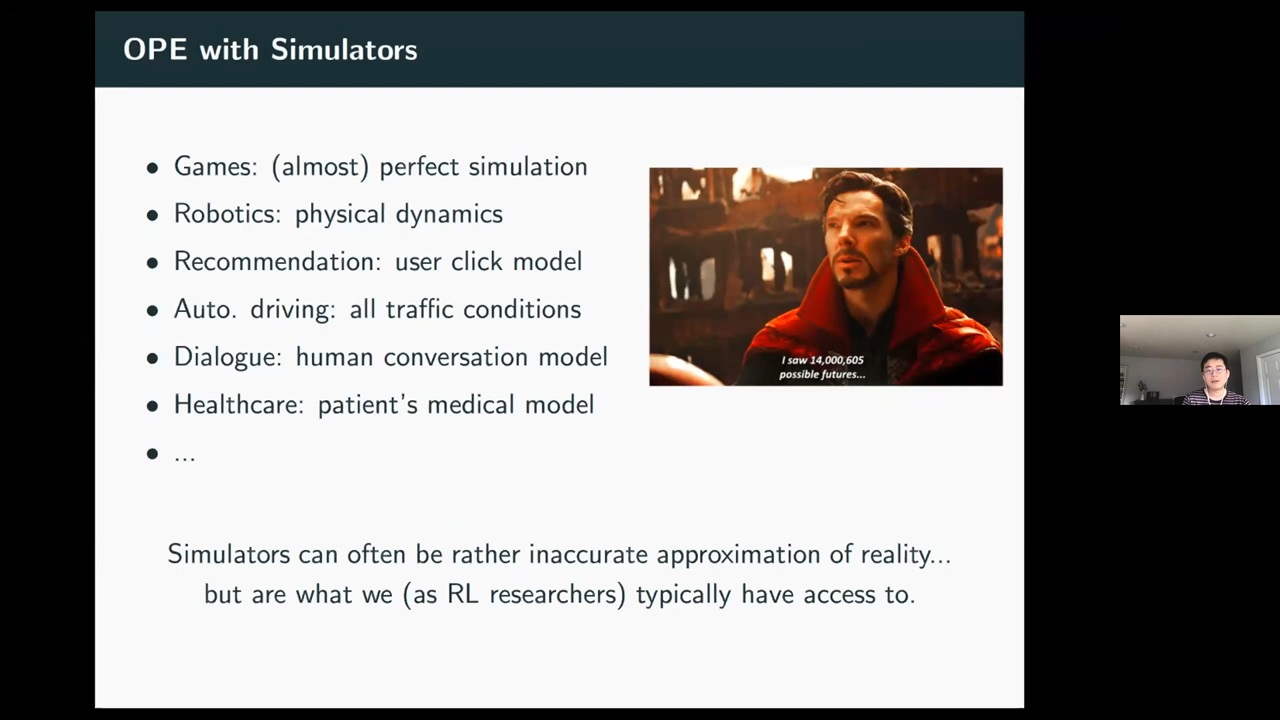 OPE with Simulators
• Games: (almost) perfect simulation
• Robotics: physical dynamics
• Recommendation: user click model
• Auto. driving: all traffic conditions
• Dialogue: human conversation model
• Healthcare: patient's medical model
• ...
I saw 14,000,605
possible futures...
Simulators can often be rather inaccurate approximation of reality...
but are what we (as RL researchers) typically have access to.